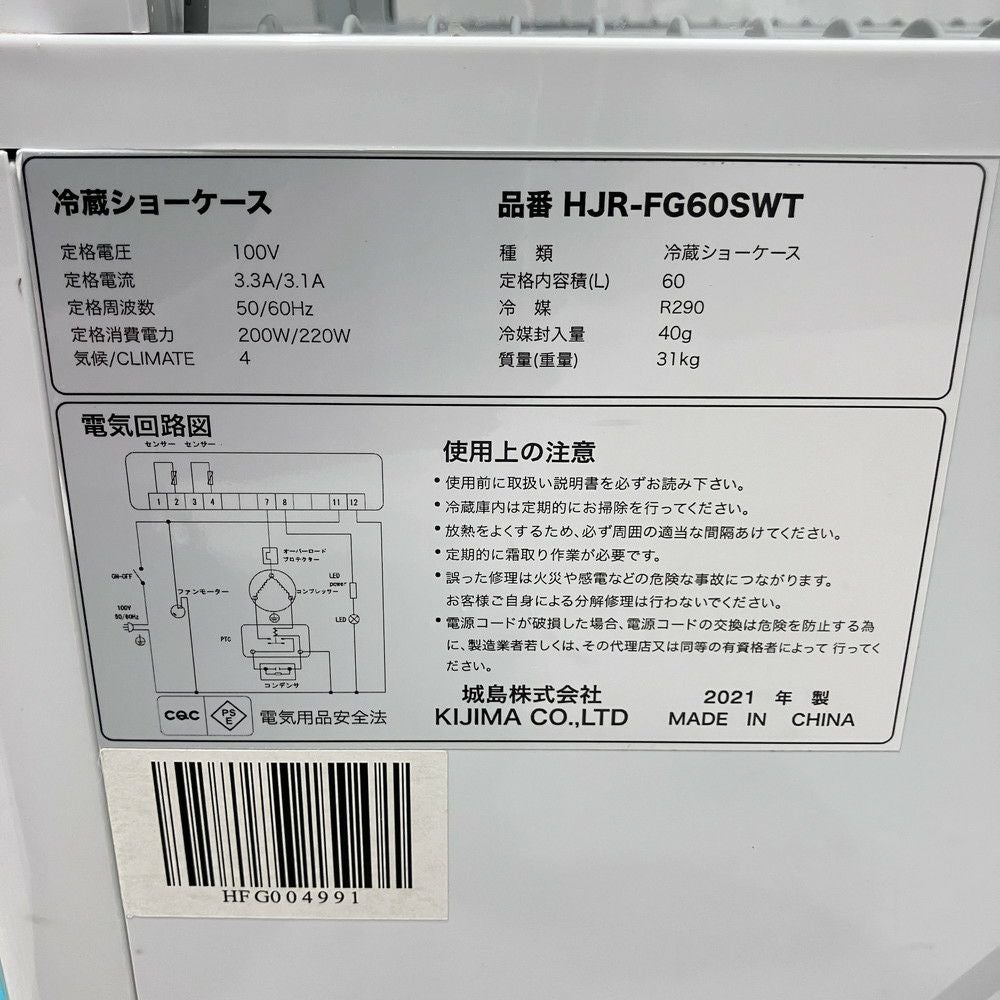 冷蔵ショーケース
定格電圧 100V
定格電流 3.3A/3.1A
定格周波数 50/60Hz
定格消費電力 200W/220W
気候/CLIMATE 4
品番 HJR-FG60SWT
種 類 冷蔵ショーケース
定格内容積(L) 60
冷 媒 R290
冷媒封入量 40g
質量(重量) 31kg
電気回路図
センサー センサー
1 2 3 4 7 8 11 12
オーバーロード
プロテクター
ON-OFF
ファンモーター
コンプレッサー
LED
power
100V
50/60Hz
LED
PTC
コンデンサ
CQC
PS
E
電気用品安全法
使用上の注意
•使用前に取扱い説明書を必ずお読み下さい。
•冷蔵庫内は定期的にお掃除を行ってください。
•放熱をよくするため、必ず周囲の適当な間隔あけてください。
•定期的に霜取り作業が必要です。
•誤った修理は火災や感電などの危険な事故につながります。
お客様ご自身による分解修理は行わないでください。
•電源コードが破損した場合、電源コードの交換は危険を防止する為
に、製造業者若しくは、その代理店又は同等の有資格者によって 行ってく
ださい。
城島株式会社
KIJIMA CO.,LTD
2021 年 製
MADE IN CHINA
HFG004991